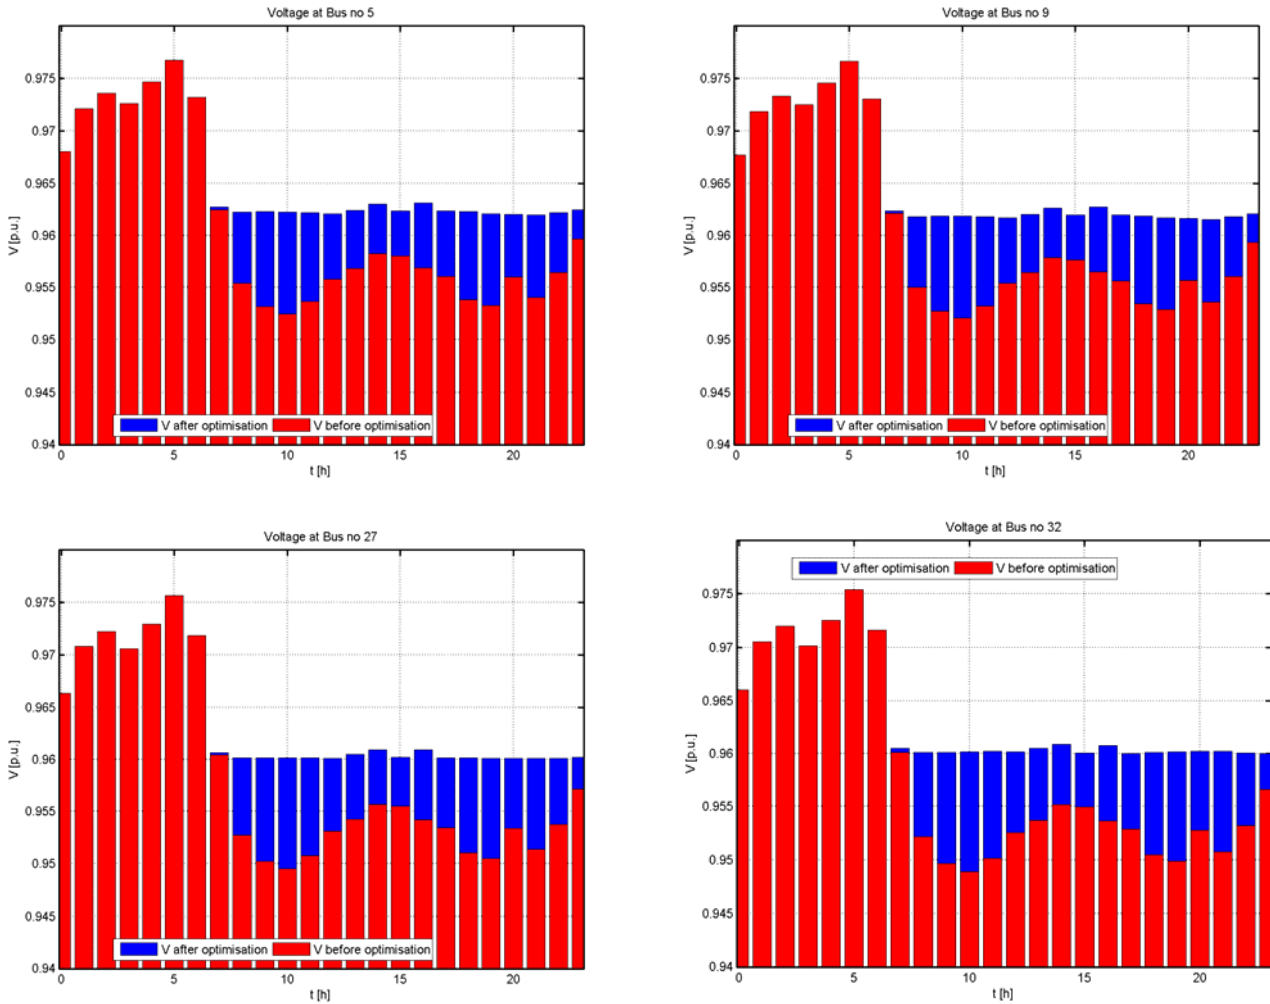 Voltage at Bus no 5
0.975
0.97
0.965
0.96
0.955
0.95
0.945
0.94
V [p.u.]
V after optimisation V before optimisation
0 5 10 15 20
t [h]
Voltage at Bus no 9
0.975
0.97
0.965
0.96
0.955
0.95
0.945
0.94
V [p.u.]
V after optimisation V before optimisation
0 5 10 15 20
t [h]
Voltage at Bus no 27
0.975
0.97
0.965
0.96
0.955
0.95
0.945
0.94
V [p.u.]
V after optimisation V before optimisation
0 5 10 15 20
t [h]
Voltage at Bus no 32
V after optimisation V before optimisation
0.975
0.97
0.965
0.96
0.955
0.95
0.945
0.94
V [p.u.]
0 5 10 15 20
t [h]